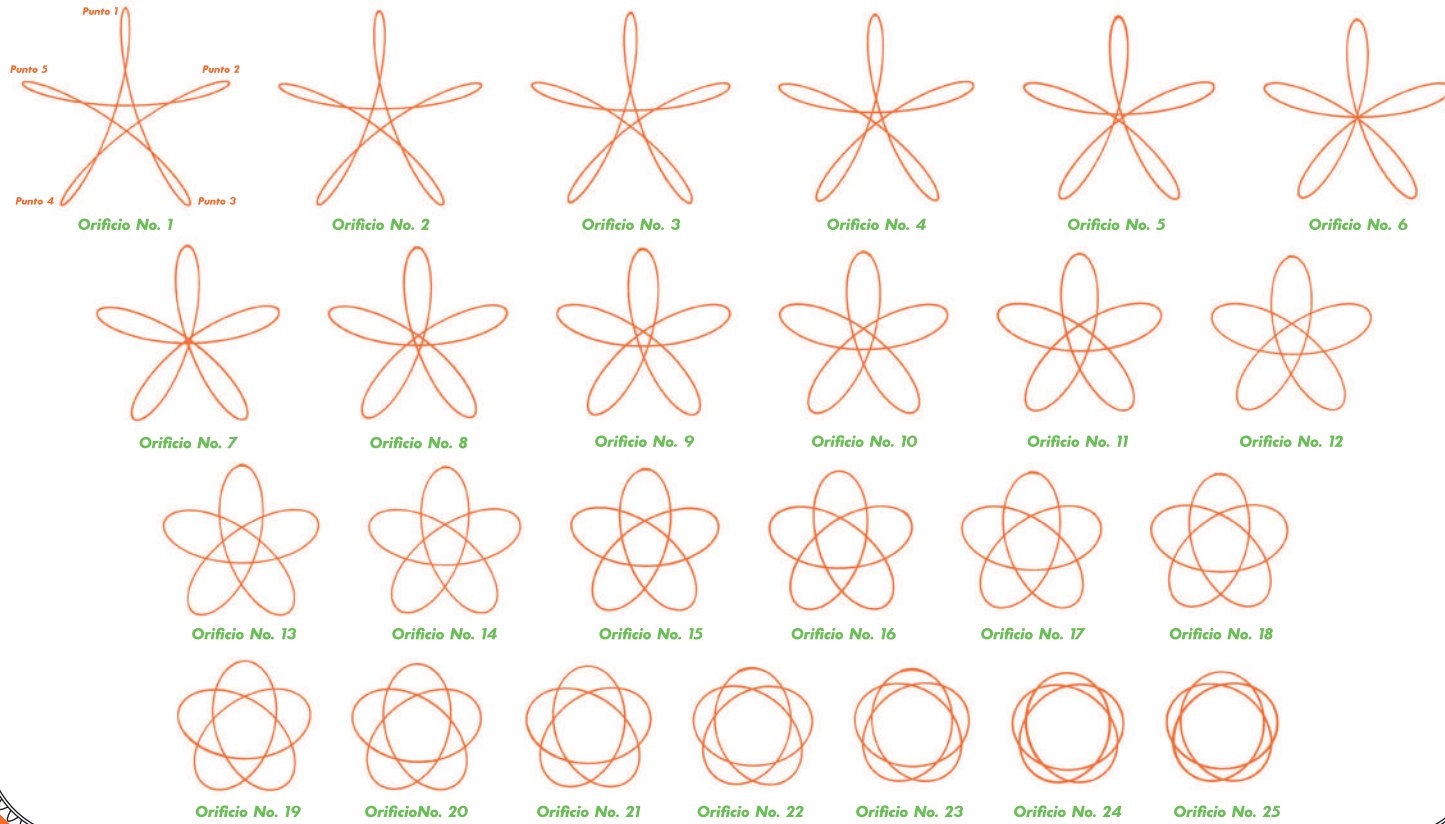 Punto 1
Punto 5
Punto 2
Punto 4
Punto 3
Orificio No. 1
Orificio No. 2
Orificio No. 3
Orificio No. 4
Orificio No. 5
Orificio No. 6
Orificio No. 7
Orificio No. 8
Orificio No. 9
Orificio No. 10
Orificio No. 11
Orificio No. 12
Orificio No. 13
Orificio No. 14
Orificio No. 15
Orificio No. 16
Orificio No. 17
Orificio No. 18
Orificio No. 19
OrificioNo. 20
Orificio No. 21
Orificio No. 22
Orificio No. 23
Orificio No. 24
Orificio No. 25